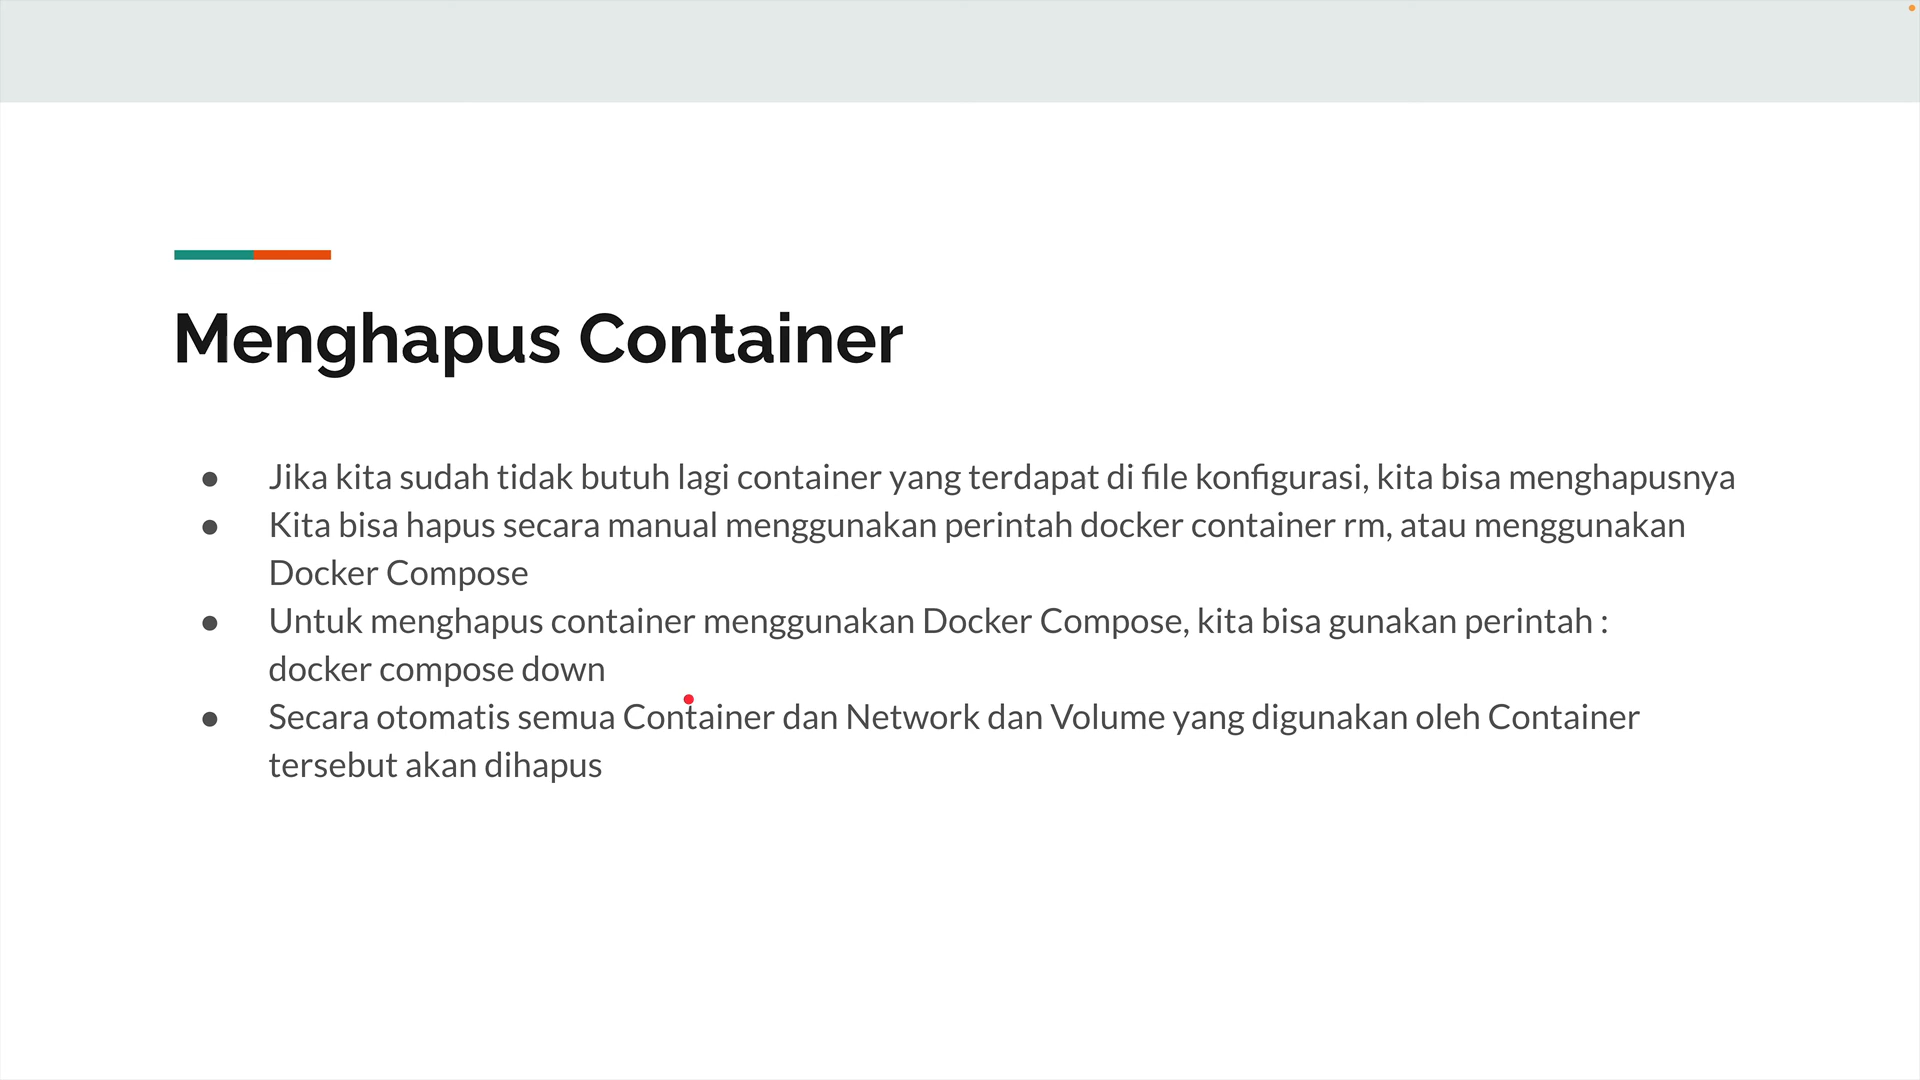 Menghapus Container
● Jika kita sudah tidak butuh lagi container yang terdapat di file konfigurasi, kita bisa menghapusnya
● Kita bisa hapus secara manual menggunakan perintah docker container rm, atau menggunakan
Docker Compose
● Untuk menghapus container menggunakan Docker Compose, kita bisa gunakan perintah :
docker compose down
● Secara otomatis semua Container dan Network dan Volume yang digunakan oleh Container
tersebut akan dihapus